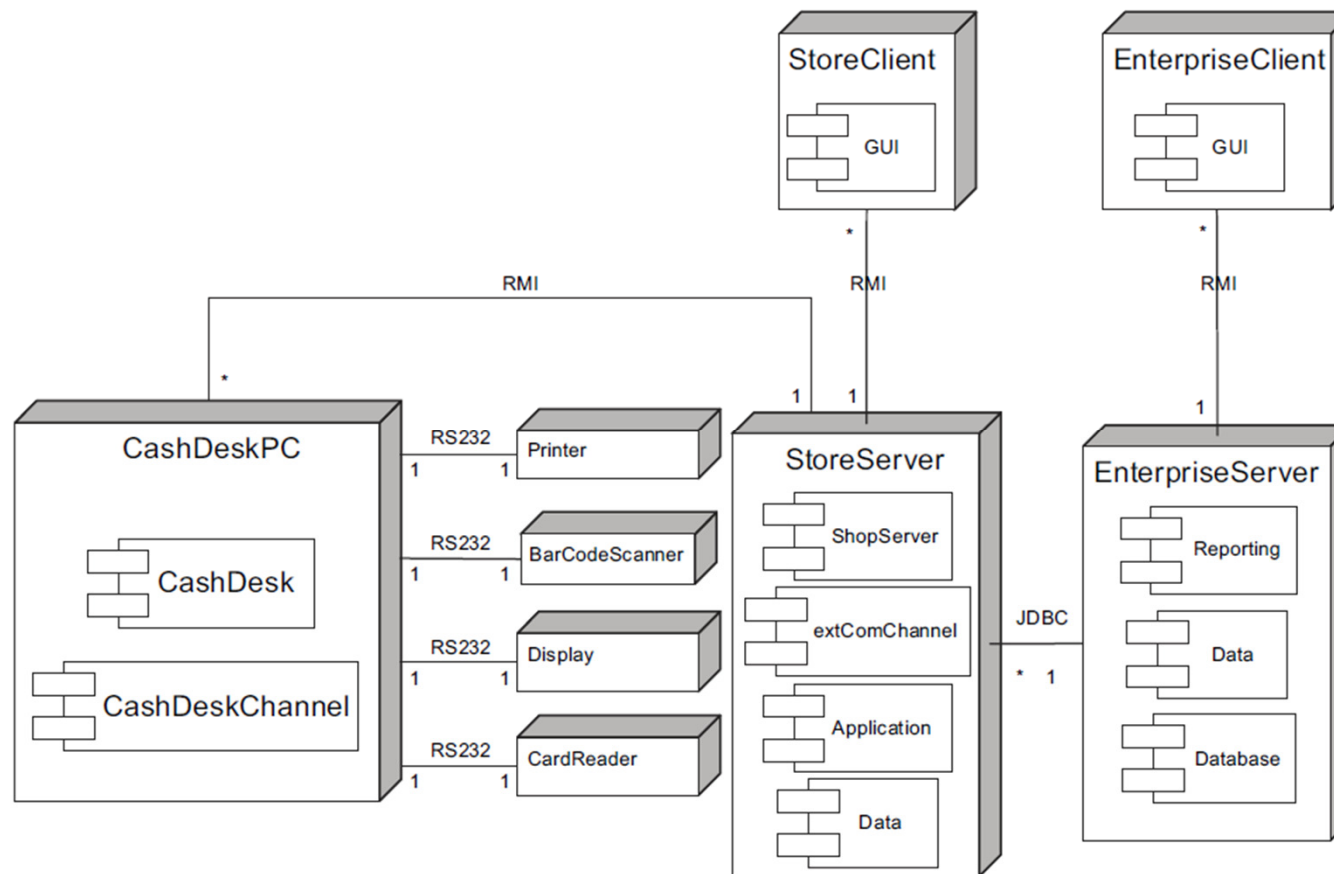 StoreClient
GUI
EnterpriseClient
GUI
*
*
RMI
RMI
RMI
*
1
1
1
CashDeskPC
CashDesk
CashDeskChannel
RS232
1 1
Printer
RS232
1 1
BarCodeScanner
RS232
1 1
Display
RS232
1 1
CardReader
StoreServer
ShopServer
extComChannel
Application
Data
JDBC
* 1
EnterpriseServer
Reporting
Data
Database